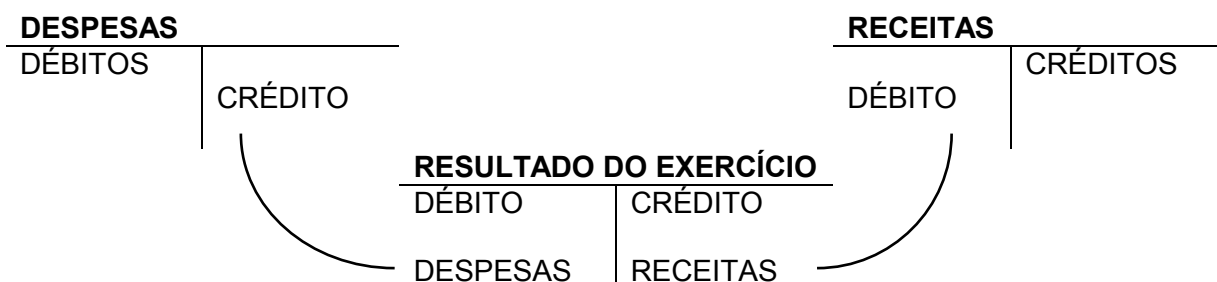 DESPESAS RECEITAS
DÉBITOS CRÉDITOS
CRÉDITO DÉBITO
RESULTADO DO EXERCÍCIO
DÉBITO CRÉDITO
DESPESAS RECEITAS